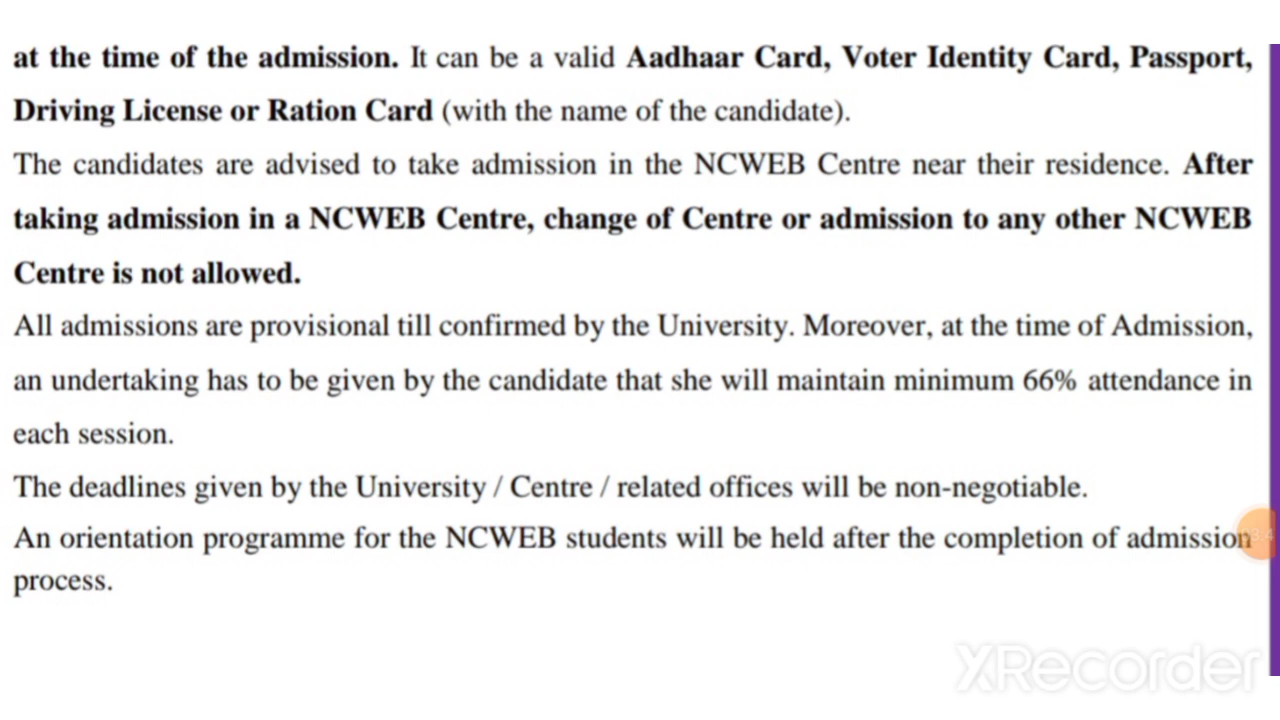 at the time of the admission. It can be a valid Aadhaar Card, Voter Identity Card, Passport,
Driving License or Ration Card (with the name of the candidate).
The candidates are advised to take admission in the NCWEB Centre near their residence. After
taking admission in a NCWEB Centre, change of Centre or admission to any other NCWEB
Centre is not allowed.
All admissions are provisional till confirmed by the University. Moreover, at the time of Admission,
an undertaking has to be given by the candidate that she will maintain minimum 66% attendance in
each session.
The deadlines given by the University / Centre / related offices will be non-negotiable.
An orientation programme for the NCWEB students will be held after the completion of admission
process.
XRecorder